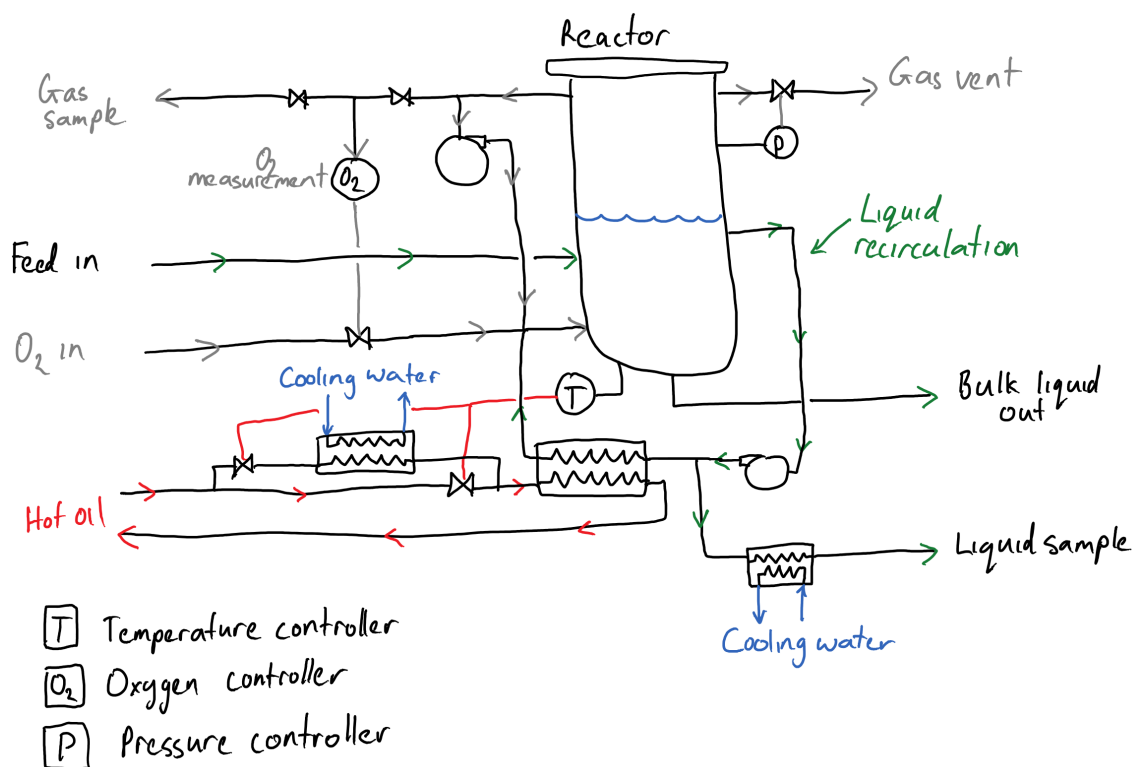 Reactor
Gas
sample
Gas vent
P
O2
measurement
O2
Liquid
recirculation
Feed in
O2 in
Cooling water
T
Bulk liquid
out
Hot oil
Liquid sample
Cooling water
T Temperature controller
O2 Oxygen controller
P Pressure controller